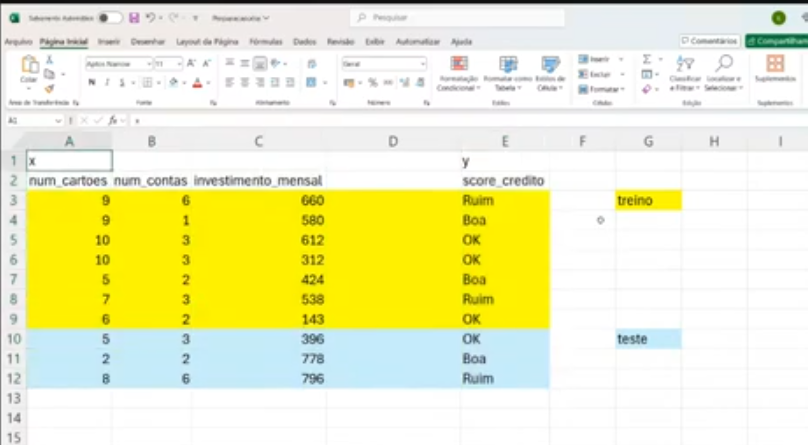 Salvamento Automático
Pesquisar
Arquivo Página Inicial Inserir Desenhar Layout da Página Fórmulas Dados Revisão Exibir Automatizar Ajuda Comentários
Colar Aptos Narrow 11 Geral Formatação Condicional Formatar como Tabela Estilos de Célula Inserir Excluir Formatar Classificar e Filtrar Localizar e Selecionar Suplementos
Área de Transferência Fonte Alinhamento Número Estilos Células Edição Suplementos
A1 fx x
A B C D E F G H I
1 x y
2 num_cartoes num_contas investimento_mensal score_credito
3 9 6 660 Ruim treino
4 9 1 580 Boa
5 10 3 612 OK
6 10 3 312 OK
7 5 2 424 Boa
8 7 3 538 Ruim
9 6 2 143 OK
10 5 3 396 OK teste
11 2 2 778 Boa
12 8 6 796 Ruim
13
14
15